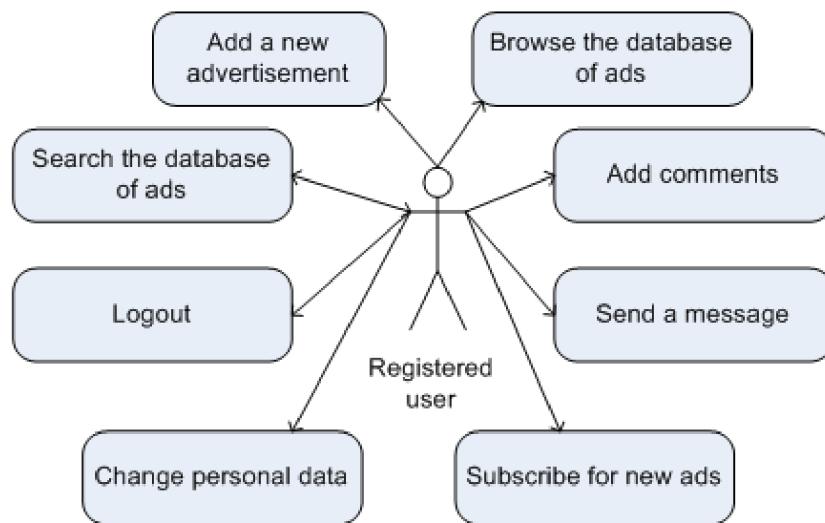 Add a new
advertisement
Browse the database
of ads
Search the database
of ads
Add comments
Logout
Send a message
Registered
user
Change personal data
Subscribe for new ads